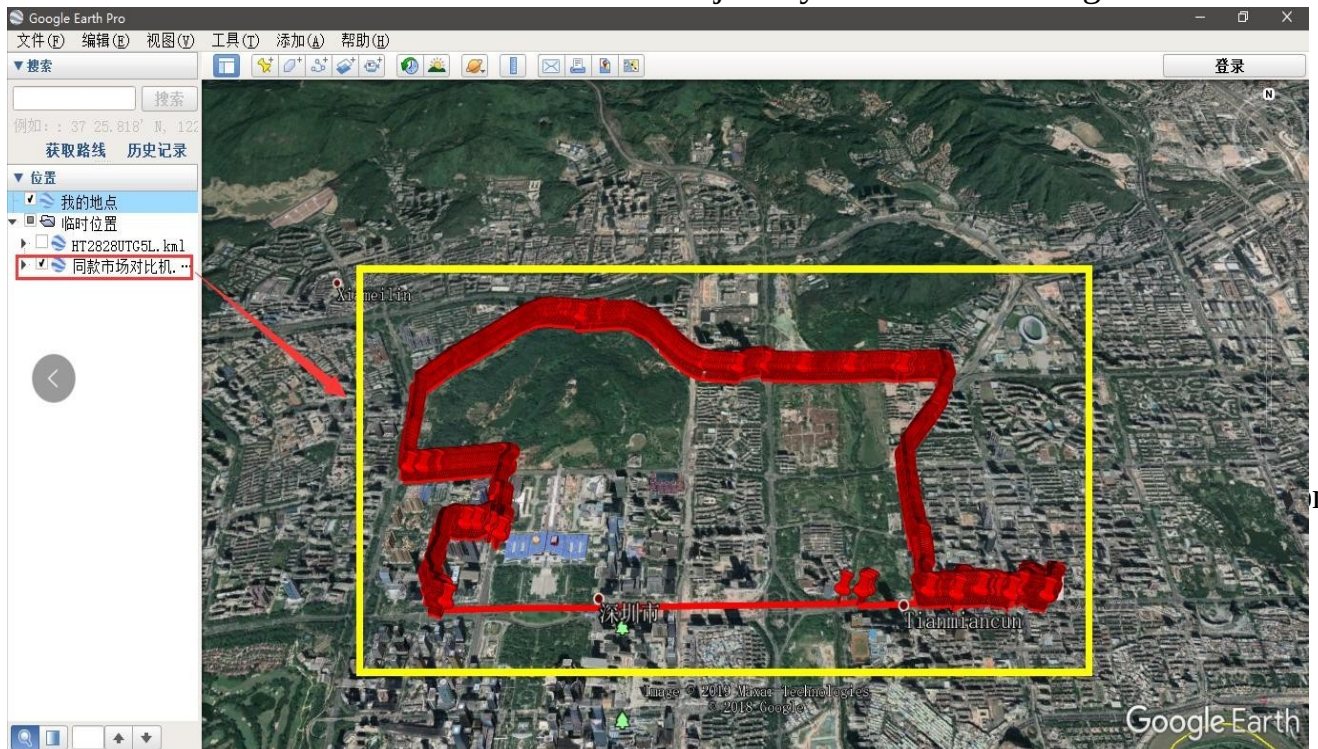 Google Earth Pro
文件(F) 编辑(E) 视图(V) 工具(T) 添加(A) 帮助(H)
▼搜索
登录
搜索
例如：: 37 25.818' N, 122
获取路线 历史记录
▼ 位置
我的地点
临时位置
HT2828UTG5L.kml
同款市场对比机. ...
N
Xiameilin
深圳市
Tianmiancun
Image © 2019 Maxar Technologies
© 2018 Google
Google Earth